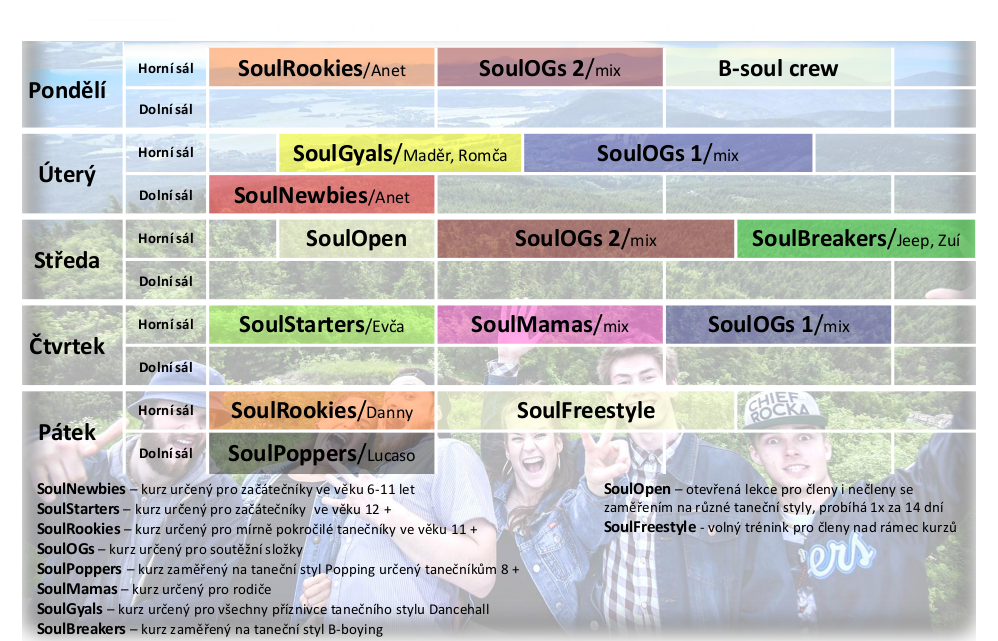 Pondělí
Horní sál
SoulRookies/Anet
SoulOGs 2/mix
B-soul crew
Dolní sál
Úterý
Horní sál
SoulGyals/Maděr, Romča
SoulOGs 1/mix
Dolní sál
SoulNewbies/Anet
Středa
Horní sál
SoulOpen
SoulOGs 2/mix
SoulBreakers/Jeep, Zuí
Dolní sál
Čtvrtek
Horní sál
SoulStarters/Evča
SoulMamas/mix
SoulOGs 1/mix
Dolní sál
Pátek
Horní sál
SoulRookies/Danny
SoulFreestyle
CHIEF
ROCKA
Dolní sál
SoulPoppers/Lucaso
SoulNewbies – kurz určený pro začátečníky ve věku 6-11 let
SoulStarters – kurz určený pro začátečníky ve věku 12 +
SoulRookies – kurz určený pro mírně pokročilé tanečníky ve věku 11 +
SoulOGs – kurz určený pro soutěžní složky
SoulPoppers – kurz zaměřený na taneční styl Popping určený tanečníkům 8 +
SoulMamas – kurz určený pro rodiče
SoulGyals – kurz určený pro všechny příznivce tanečního stylu Dancehall
SoulBreakers – kurz zaměřený na taneční styl B-boying
SoulOpen – otevřená lekce pro členy i nečleny se
zaměřením na různé taneční styly, probíhá 1x za 14 dní
SoulFreestyle - volný trénink pro členy nad rámec kurzů
ers